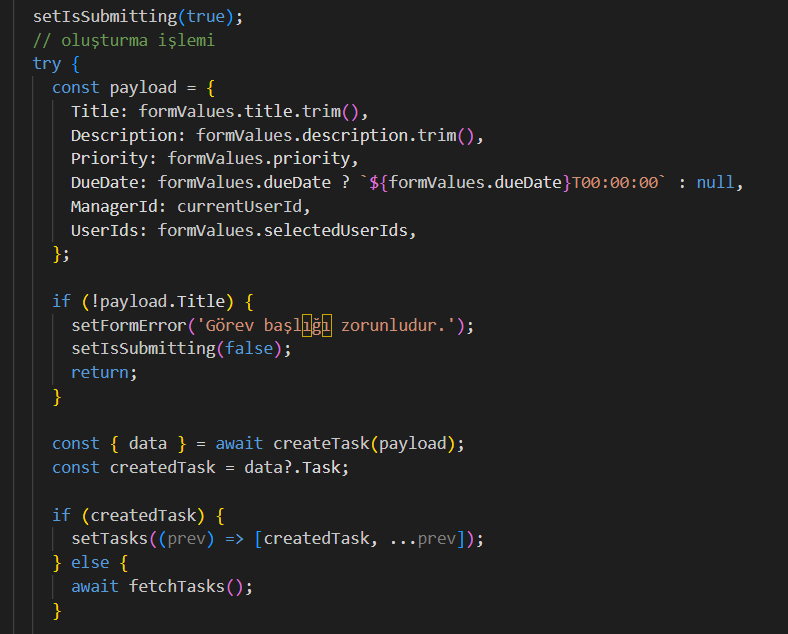 setIsSubmitting(true);
// oluşturma işlemi
try {
const payload = {
Title: formValues.title.trim(),
Description: formValues.description.trim(),
Priority: formValues.priority,
DueDate: formValues.dueDate ? `${formValues.dueDate}T00:00:00` : null,
ManagerId: currentUserId,
UserIds: formValues.selectedUserIds,
};
if (!payload.Title) {
setFormError('Görev başlığı zorunludur.');
setIsSubmitting(false);
return;
}
const { data } = await createTask(payload);
const createdTask = data?.Task;
if (createdTask) {
setTasks((prev) => [createdTask, ...prev]);
} else {
await fetchTasks();
}